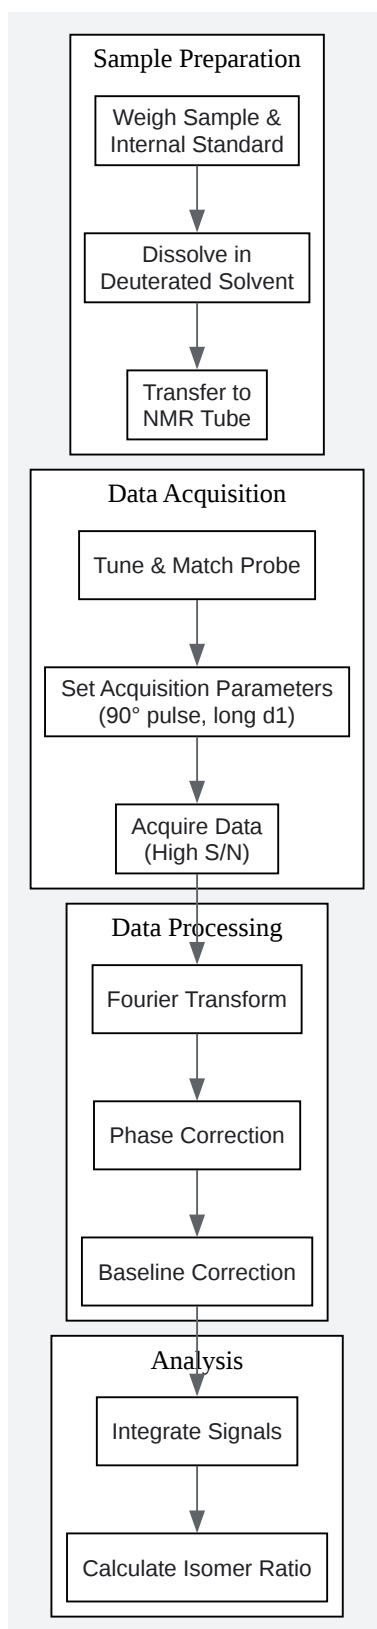 Sample Preparation
Weigh Sample &
Internal Standard
Dissolve in
Deuterated Solvent
Transfer to
NMR Tube
Data Acquisition
Tune & Match Probe
Set Acquisition Parameters
(90° pulse, long d1)
Acquire Data
(High S/N)
Data Processing
Fourier Transform
Phase Correction
Baseline Correction
Analysis
Integrate Signals
Calculate Isomer Ratio